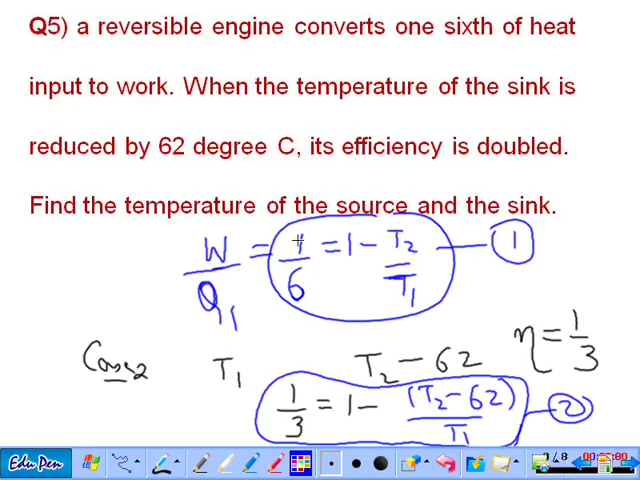 Q5) a reversible engine converts one sixth of heat
input to work. When the temperature of the sink is
reduced by 62 degree C, its efficiency is doubled.
Find the temperature of the source and the sink.
W/Q₁ = 1/6 = 1 - T₂/T₁ — 1
Case 2 T₁ T₂ - 62 η = 1/3
1/3 = 1 - (T₂ - 62)/T₁ — 2
Edu Pen